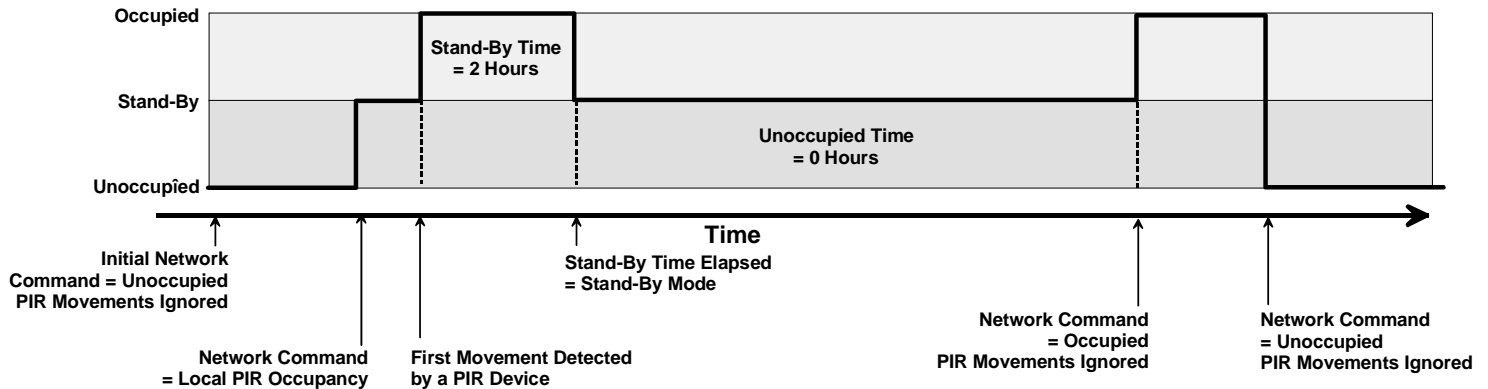 Occupied
Stand-By Time
= 2 Hours
Stand-By
Unoccupied Time
= 0 Hours
Unoccupied
Time
Initial Network
Command = Unoccupied
PIR Movements Ignored
Stand-By Time Elapsed
= Stand-By Mode
Network Command
= Local PIR Occupancy
First Movement Detected
by a PIR Device
Network Command
= Occupied
PIR Movements Ignored
Network Command
= Unoccupied
PIR Movements Ignored